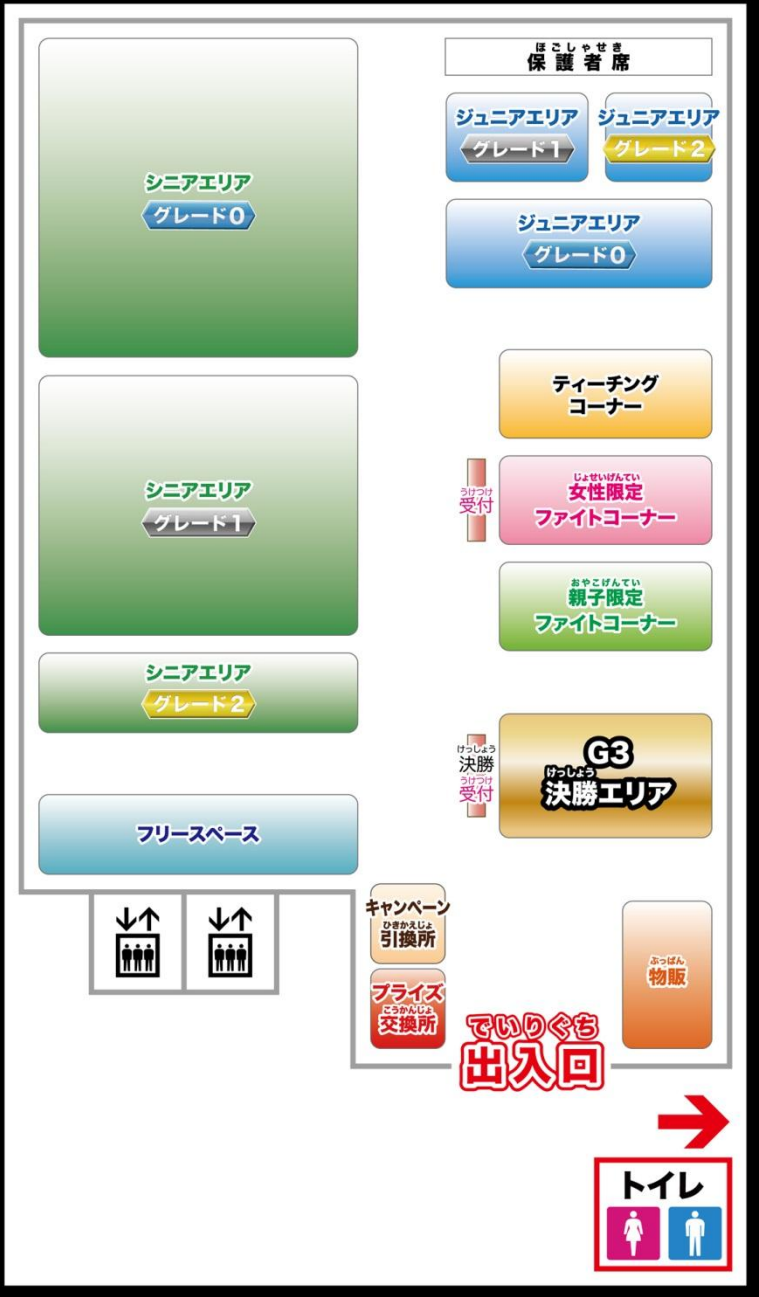 ほごしゃせき
保護者席
ジュニアエリア
グレード1
ジュニアエリア
グレード2
シニアエリア
グレード0
ジュニアエリア
グレード0
ティーチング
コーナー
シニアエリア
グレード1
うけつけ
受付
じょせいげんてい
女性限定
ファイトコーナー
おやこげんてい
親子限定
ファイトコーナー
シニアエリア
グレード2
けっしょう
決勝
うけつけ
受付
G3
けっしょう
決勝エリア
フリースペース
キャンペーン
ひきかえじょ
引換所
プライズ
こうかんじょ
交換所
ぶっぱん
物販
でいりぐち
出入口
トイレ